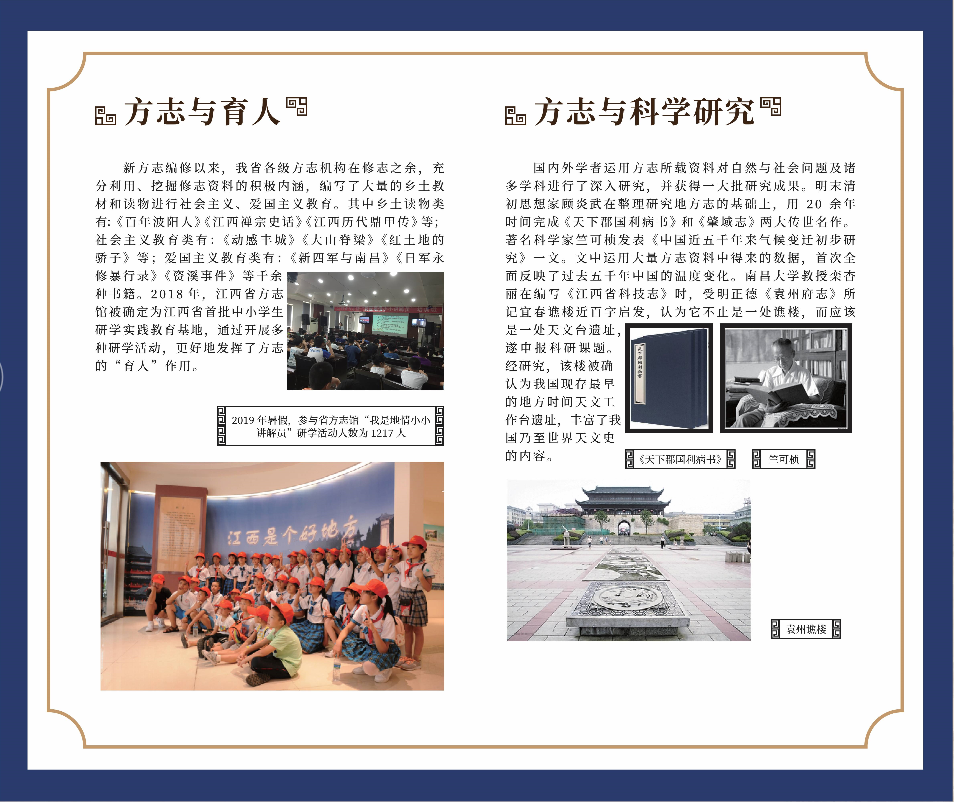 方志与育人
新方志编修以来，我省各级方志机构在修志之余，充
分利用、挖掘修志资料的积极内涵，编写了大量的乡土教
材和读物进行社会主义、爱国主义教育。其中乡土读物类
有:《百年波阳人》《江西禅宗史话》《江西历代鼎甲传》等；
社会主义教育类有：《动感丰城》《大山脊梁》《红土地的
骄子》等；爱国主义教育类有：《新四军与南昌》《日军永
修暴行录》《资溪事件》等千余
种书籍。2018年，江西省方志
馆被确定为江西省首批中小学生
研学实践教育基地，通过开展多
种研学活动，更好地发挥了方志
的“育人”作用。
2019年暑假，参与省方志馆“我是地情小小
讲解员”研学活动人数为1217人
江西是个好地方
方志与科学研究
国内外学者运用方志所载资料对自然与社会问题及诸
多学科进行了深入研究，并获得一大批研究成果。明末清
初思想家顾炎武在整理研究地方志的基础上，用 20 余年
时间完成《天下郡国利病书》和《肇域志》两大传世名作。
著名科学家竺可桢发表《中国近五千年来气候变迁初步研
究》一文。文中运用大量方志资料中得来的数据，首次全
面反映了过去五千年中国的温度变化。南昌大学教授栾杏
丽在编写《江西省科技志》时，受明正德《袁州府志》所
记宜春谯楼近百字启发，认为它不止是一处谯楼，而应该
是一处天文台遗址，
遂申报科研课题。
经研究，该楼被确
认为我国现存最早
的地方时间天文工
作台遗址，丰富了我
国乃至世界天文史
的内容。
《天下郡国利病书》
竺可桢
袁州谯楼